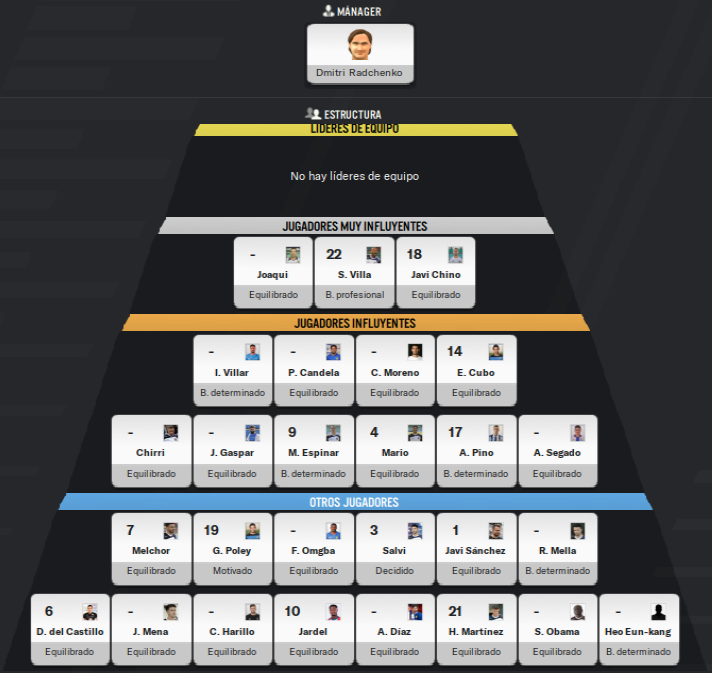 MÁNAGER
Dmitri Radchenko
ESTRUCTURA
LÍDERES DE EQUIPO
No hay líderes de equipo
JUGADORES MUY INFLUYENTES
- 22 18
Joaqui S. Villa Javi Chino
Equilibrado B. profesional Equilibrado
JUGADORES INFLUYENTES
- - - 14
I. Villar P. Candela C. Moreno E. Cubo
B. determinado Equilibrado Equilibrado Equilibrado
- - 9 4 17 -
Chirri J. Gaspar M. Espinar Mario A. Pino A. Segado
Equilibrado Equilibrado B. determinado Equilibrado B. determinado Equilibrado
OTROS JUGADORES
7 19 - 3 1 -
Melchor G. Poley F. Omgba Salvi Javi Sánchez R. Mella
Equilibrado Motivado Equilibrado Decidido Equilibrado B. determinado
6 - - 10 - 21 - -
D. del Castillo J. Mena C. Harillo Jardel A. Díaz H. Martínez S. Obama Heo Eun-kang
Equilibrado Equilibrado Equilibrado Equilibrado Equilibrado Equilibrado Equilibrado B. determinado